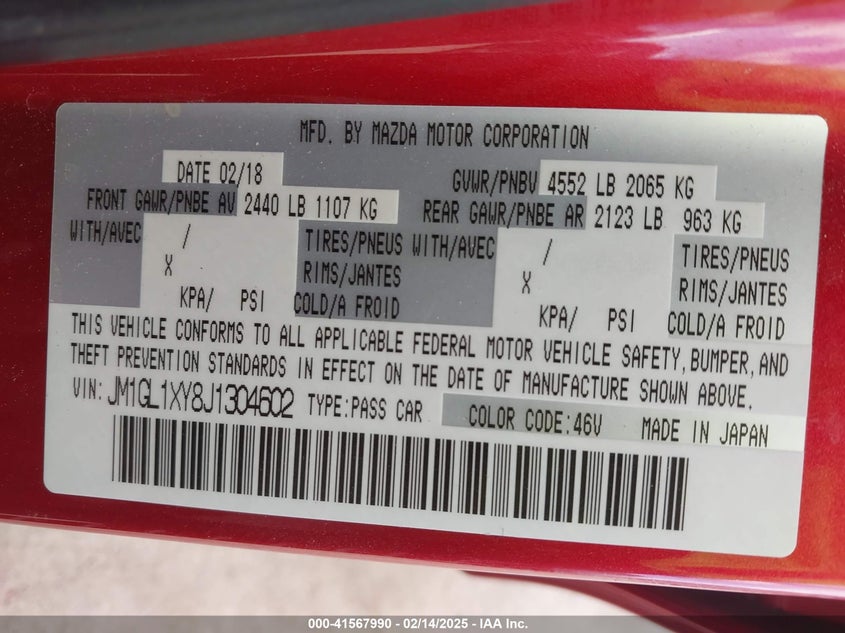 MFD. BY MAZDA MOTOR CORPORATION
DATE 02/18 GVWR/PNBV 4552 LB 2065 KG
FRONT GAWR/PNBE AV 2440 LB 1107 KG REAR GAWR/PNBE AR 2123 LB 963 KG
WITH/AVEC / TIRES/PNEUS WITH/AVEC / TIRES/PNEUS
X RIMS/JANTES X RIMS/JANTES
KPA/ PSI COLD/A FROID KPA/ PSI COLD/A FROID
THIS VEHICLE CONFORMS TO ALL APPLICABLE FEDERAL MOTOR VEHICLE SAFETY, BUMPER, AND
THEFT PREVENTION STANDARDS IN EFFECT ON THE DATE OF MANUFACTURE SHOWN ABOVE.
VIN: JM1GL1XY8J1304602 TYPE:PASS CAR COLOR CODE:46V MADE IN JAPAN
000-41567990 - 02/14/2025 - IAA Inc.